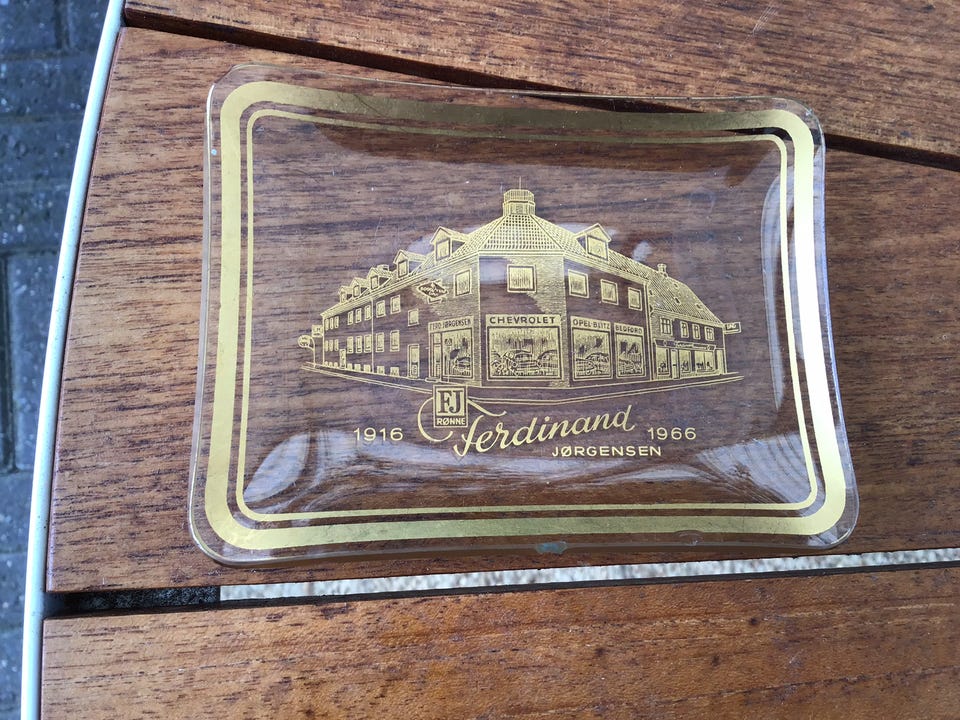 FERD. JØRGENSEN
CHEVROLET
OPEL-BLITZ BEDFORD
FJ
RØNNE
1916 Ferdinand 1966
JØRGENSEN